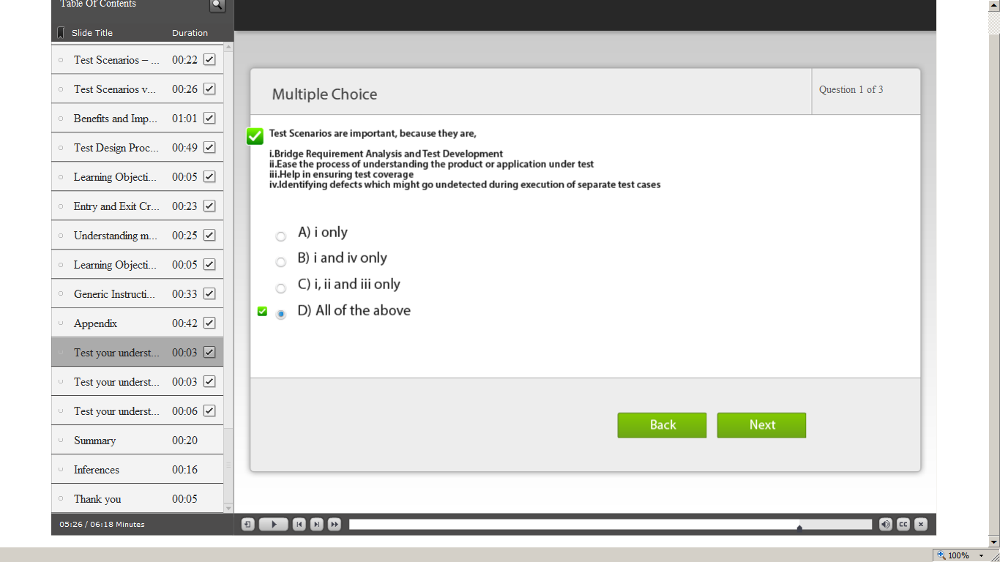 Table Of Contents
Slide Title Duration
Test Scenarios – ... 00:22
Test Scenarios v... 00:26
Benefits and Imp... 01:01
Test Design Proc... 00:49
Learning Objecti... 00:05
Entry and Exit Cr... 00:23
Understanding m... 00:25
Learning Objecti... 00:05
Generic Instructi... 00:33
Appendix 00:42
Test your underst... 00:03
Test your underst... 00:03
Test your underst... 00:06
Summary 00:20
Inferences 00:16
Thank you 00:05
05:26 / 06:18 Minutes
Multiple Choice
Question 1 of 3
Test Scenarios are important, because they are,
i.Bridge Requirement Analysis and Test Development
ii.Ease the process of understanding the product or application under test
iii.Help in ensuring test coverage
iv.Identifying defects which might go undetected during execution of separate test cases
A) i only
B) i and iv only
C) i, ii and iii only
D) All of the above
Back Next
CC
100%